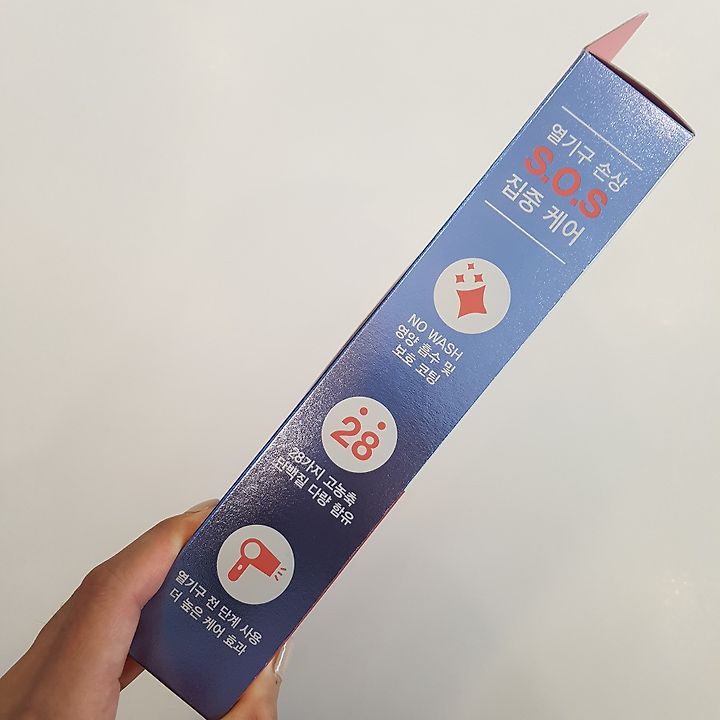 열기구 손상
S.O.S
집중 케어
NO WASH
영양 흡수 및
보호 코팅
28
28가지 고농축
단백질 다량 함유
열기구 전 단계 사용
더 높은 케어 효과